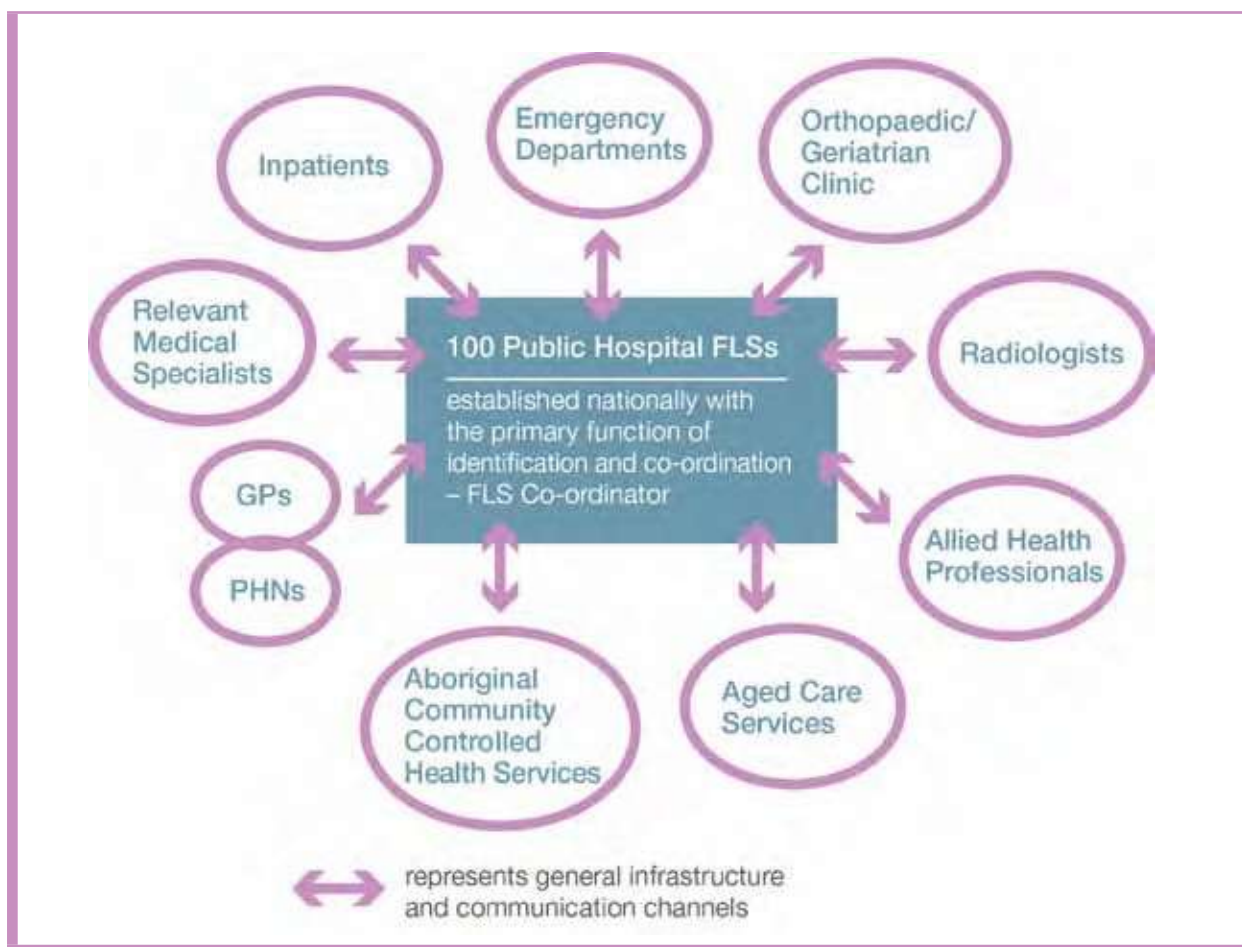 Inpatients
Emergency
Departments
Orthopaedic/
Geriatrian
Clinic
Relevant
Medical
Specialists
100 Public Hospital FLSs
established nationally with
the primary function of
identification and co-ordination
– FLS Co-ordinator
Radiologists
GPs
PHNs
Allied Health
Professionals
Aboriginal
Community
Controlled
Health Services
Aged Care
Services
represents general infrastructure
and communication channels